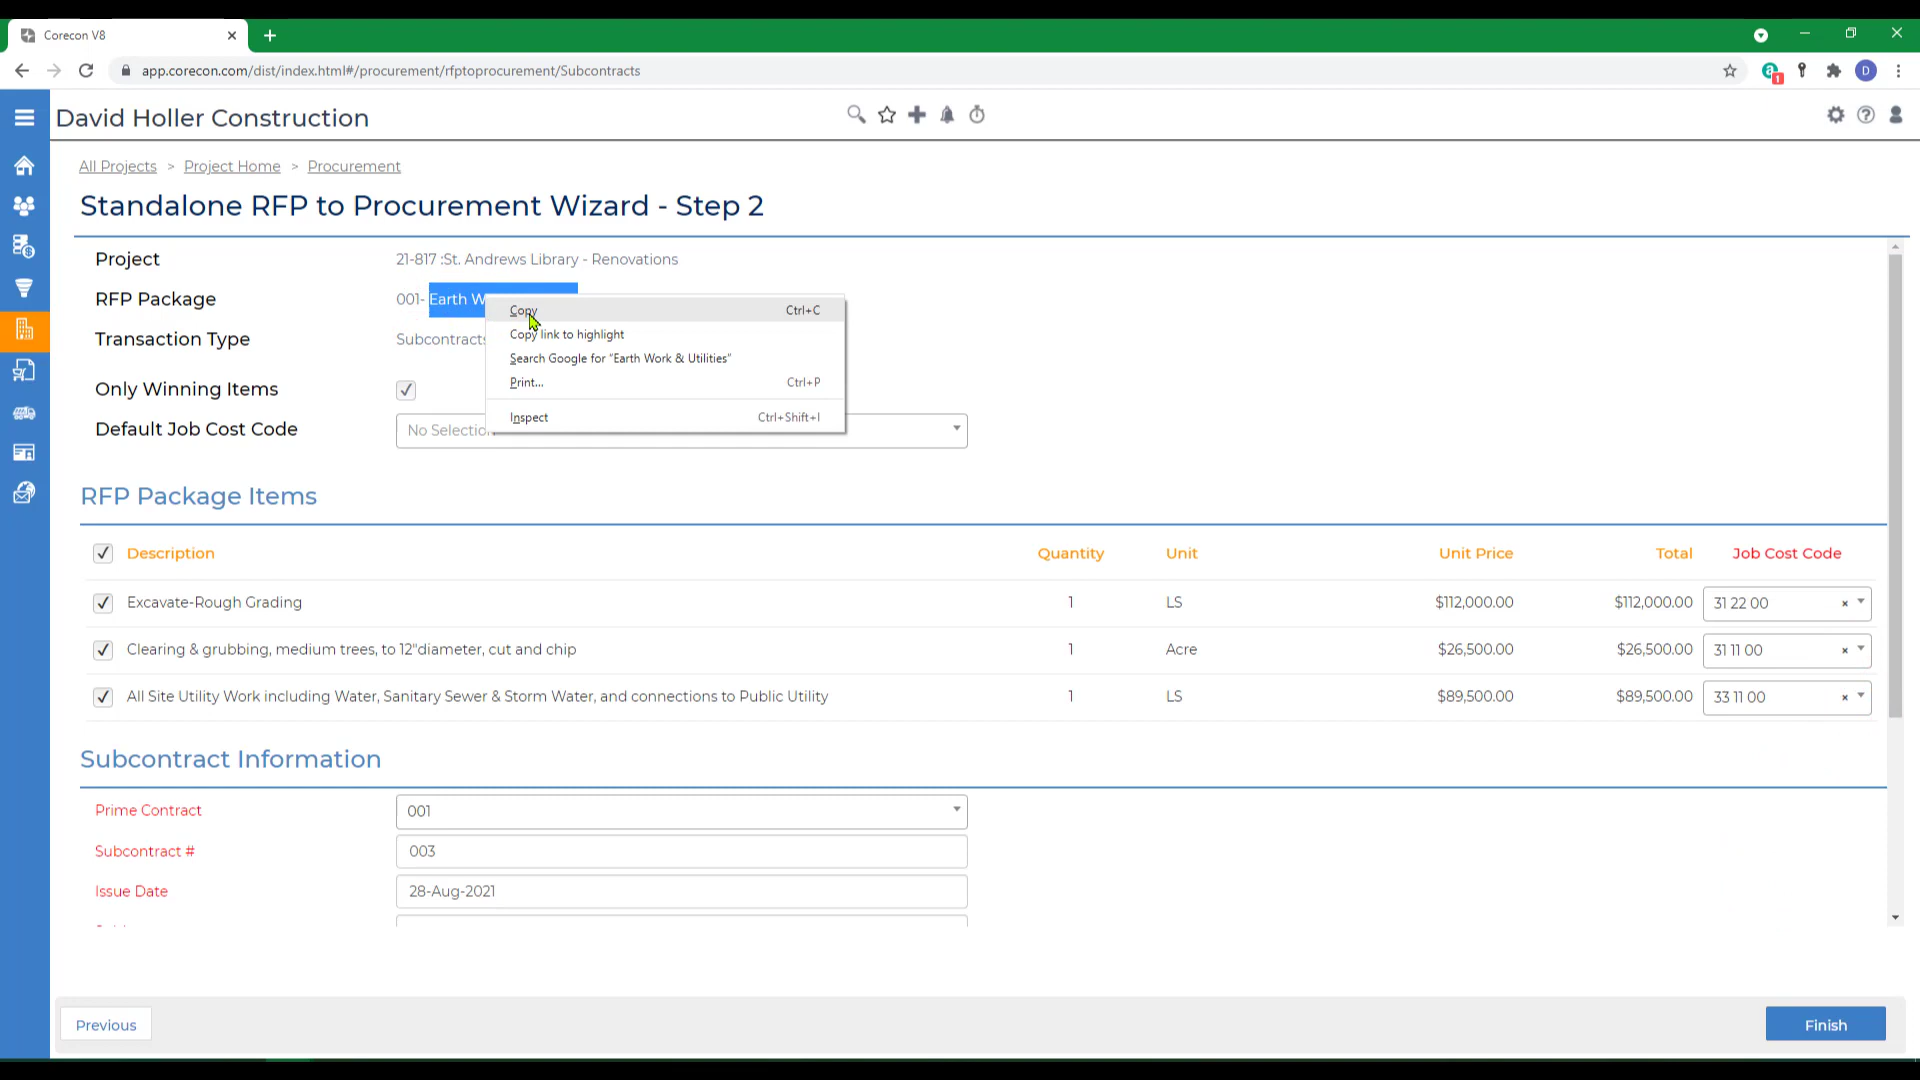 Corecon V8
app.corecon.com/dist/index.html#/procurement/rfptoprocurement/Subcontracts
1
D
David Holler Construction
All Projects > Project Home > Procurement
Standalone RFP to Procurement Wizard - Step 2
Project 21-817 :St. Andrews Library - Renovations
RFP Package 001- Earth W
Copy Ctrl+C
Copy link to highlight
Transaction Type Subcontracts
Search Google for "Earth Work & Utilities"
Print... Ctrl+P
Only Winning Items
Inspect Ctrl+Shift+I
Default Job Cost Code No Selection
RFP Package Items
Description Quantity Unit Unit Price Total Job Cost Code
Excavate-Rough Grading 1 LS $112,000.00 $112,000.00 31 22 00
Clearing & grubbing, medium trees, to 12"diameter, cut and chip 1 Acre $26,500.00 $26,500.00 31 11 00
All Site Utility Work including Water, Sanitary Sewer & Storm Water, and connections to Public Utility 1 LS $89,500.00 $89,500.00 33 11 00
Subcontract Information
Prime Contract 001
Subcontract # 003
Issue Date 28-Aug-2021
Previous Finish